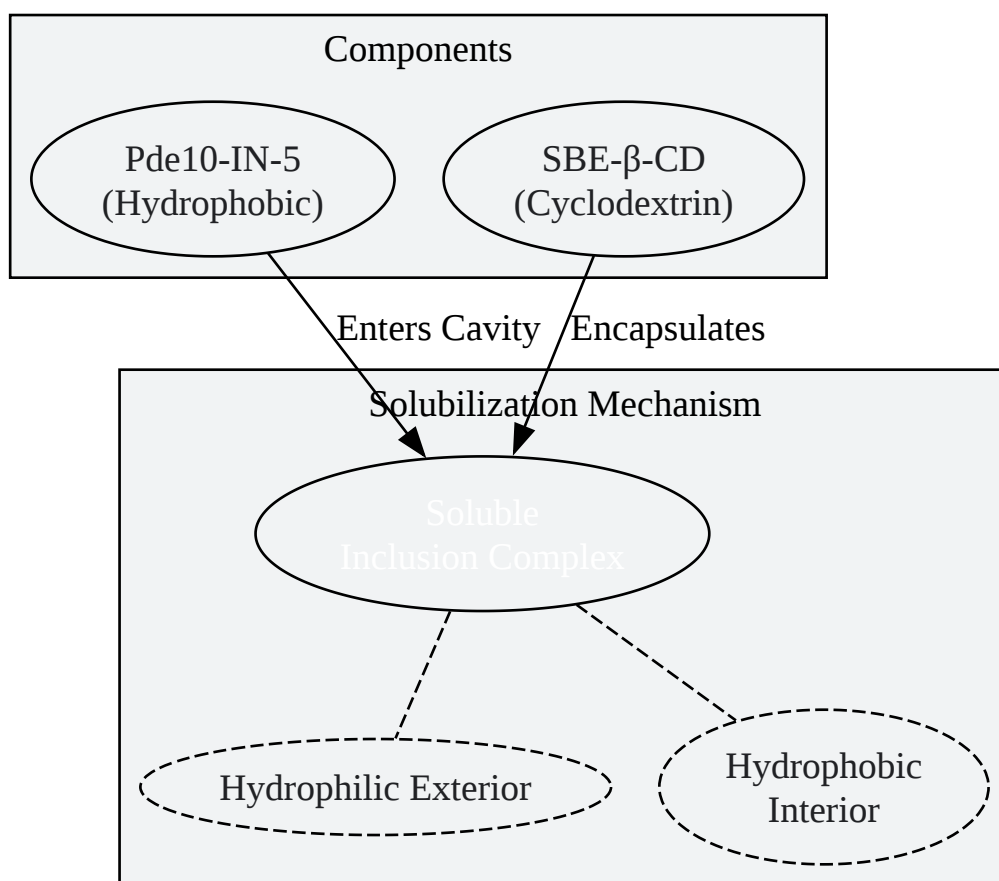 Components
Pde10-IN-5
(Hydrophobic)
SBE-β-CD
(Cyclodextrin)
Enters Cavity
Encapsulates
Solubilization Mechanism
Soluble
Inclusion Complex
Hydrophilic Exterior
Hydrophobic
Interior